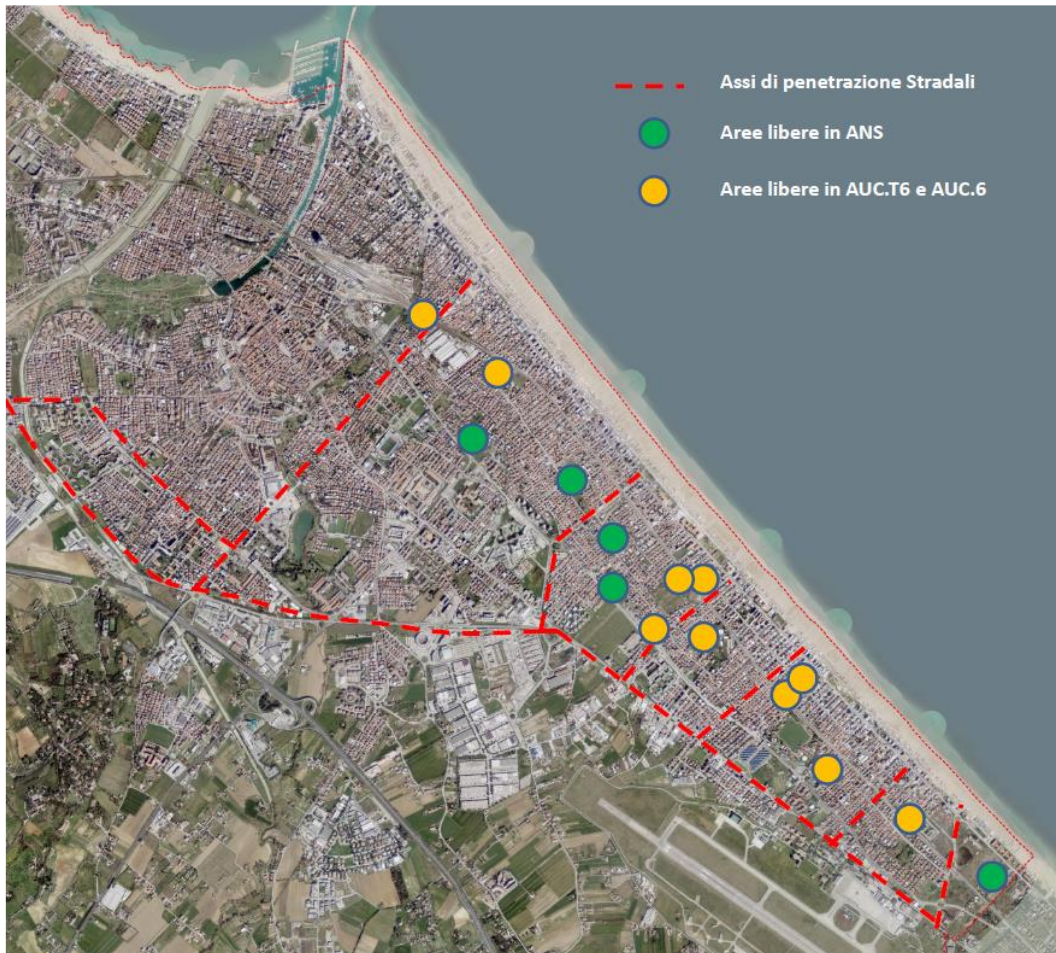 Assi di penetrazione Stradali
Aree libere in ANS
Aree libere in AUC.T6 e AUC.6